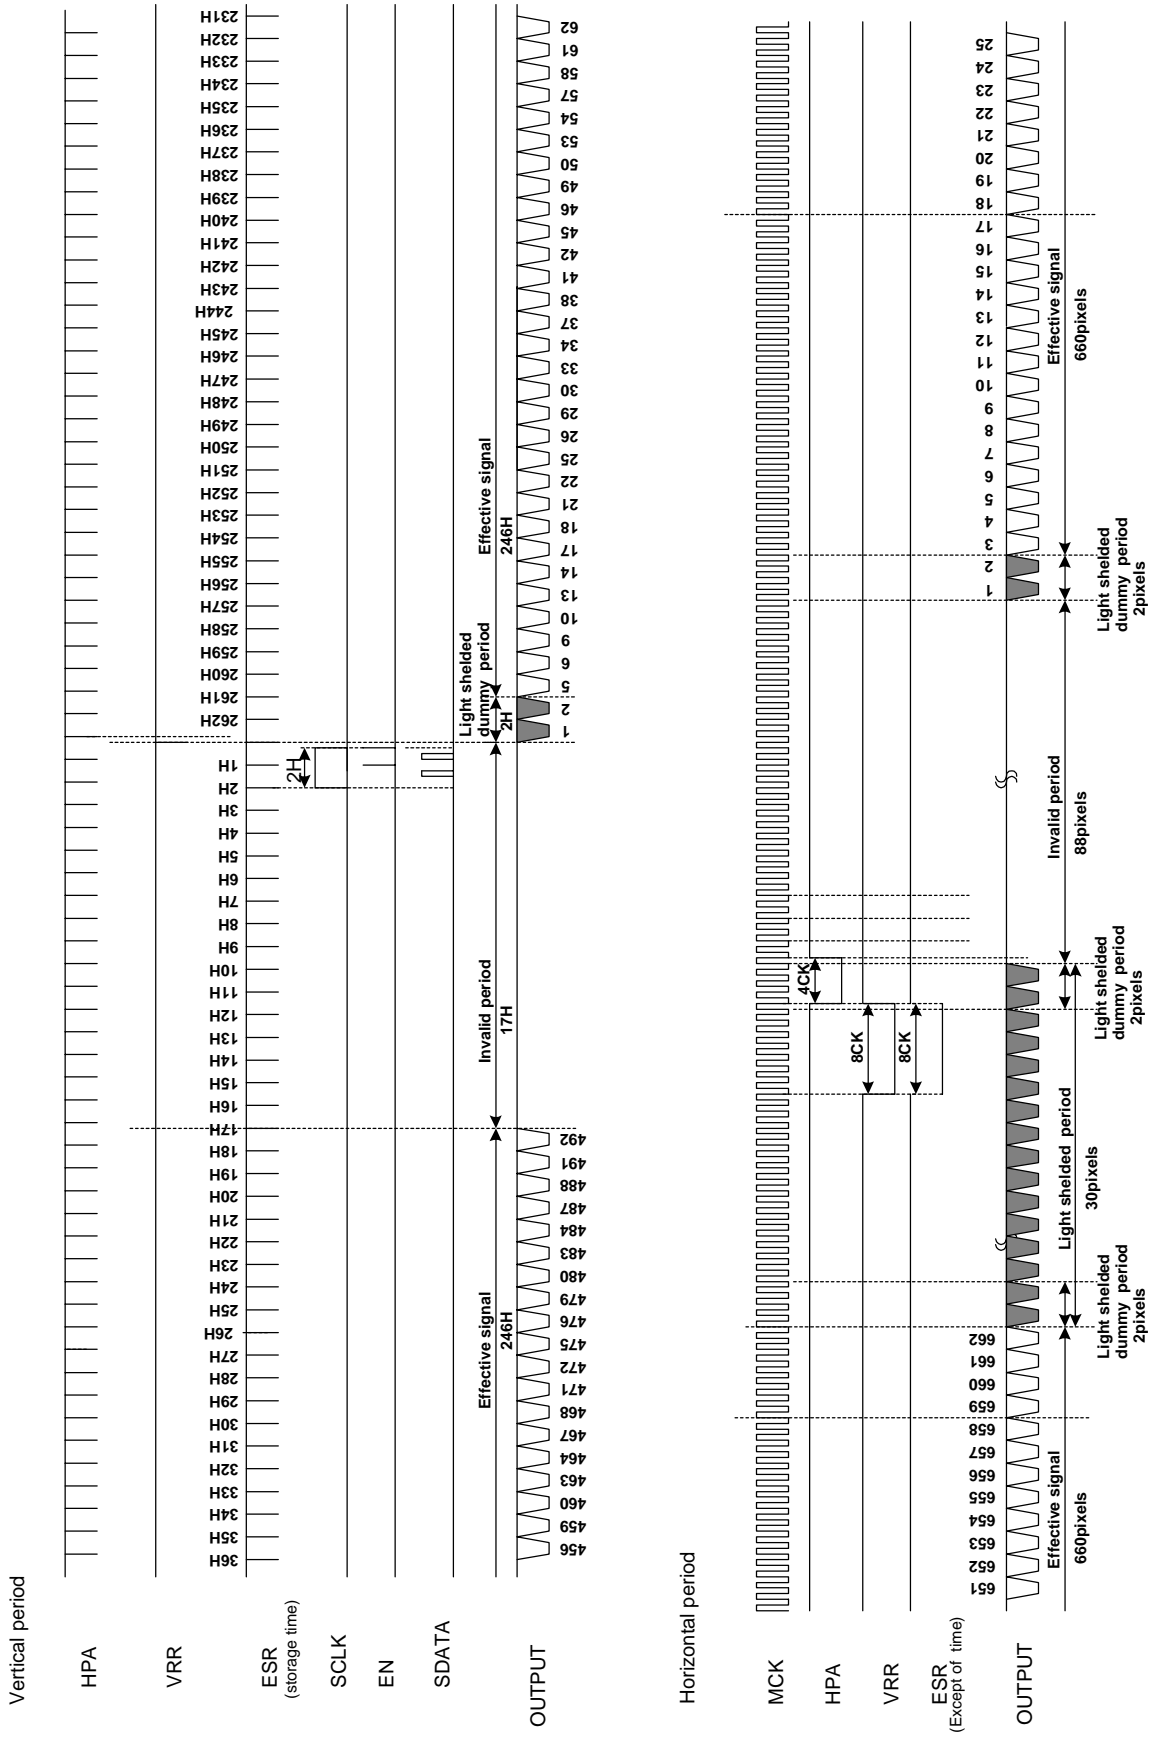 Vertical period
HPA
VRR
36H 35H 34H 33H 32H 31H 30H 29H 28H 27H 26H 25H 24H 23H 22H 21H 20H 19H 18H 17H 16H 15H 14H 13H 12H 11H 10H 9H 8H 7H 6H 5H 4H 3H 2H 1H 262H 261H 260H 259H 258H 257H 256H 255H 254H 253H 252H 251H 250H 249H 248H 247H 246H 245H 244H 243H 242H 241H 240H 239H 238H 237H 236H 235H 234H 233H 232H 231H
ESR
(storage time)
2H
SCLK
EN
SDATA
Effective signal
246H
Invalid period
17H
Light shelded
dummy period
2H
Effective signal
246H
OUTPUT
456 459 460 463 464 467 468 471 472 475 476 479 480 483 484 487 488 491 492 1 2 5 6 9 10 13 14 17 18 21 22 25 26 29 30 33 34 37 38 41 42 45 46 49 50 53 54 57 58 61 62
Horizontal period
MCK
HPA
4CK
VRR
8CK
ESR
(Except of time)
8CK
651 652 653 654 655 656 657 658 659 660 661 662 1 2 3 4 5 6 7 8 9 10 11 12 13 14 15 16 17 18 19 20 21 22 23 24 25
OUTPUT
Effective signal
660pixels
Light shelded
dummy period
2pixels
Light shelded period
30pixels
Light shelded
dummy period
2pixels
Invalid period
88pixels
Light shelded
dummy period
2pixels
Effective signal
660pixels